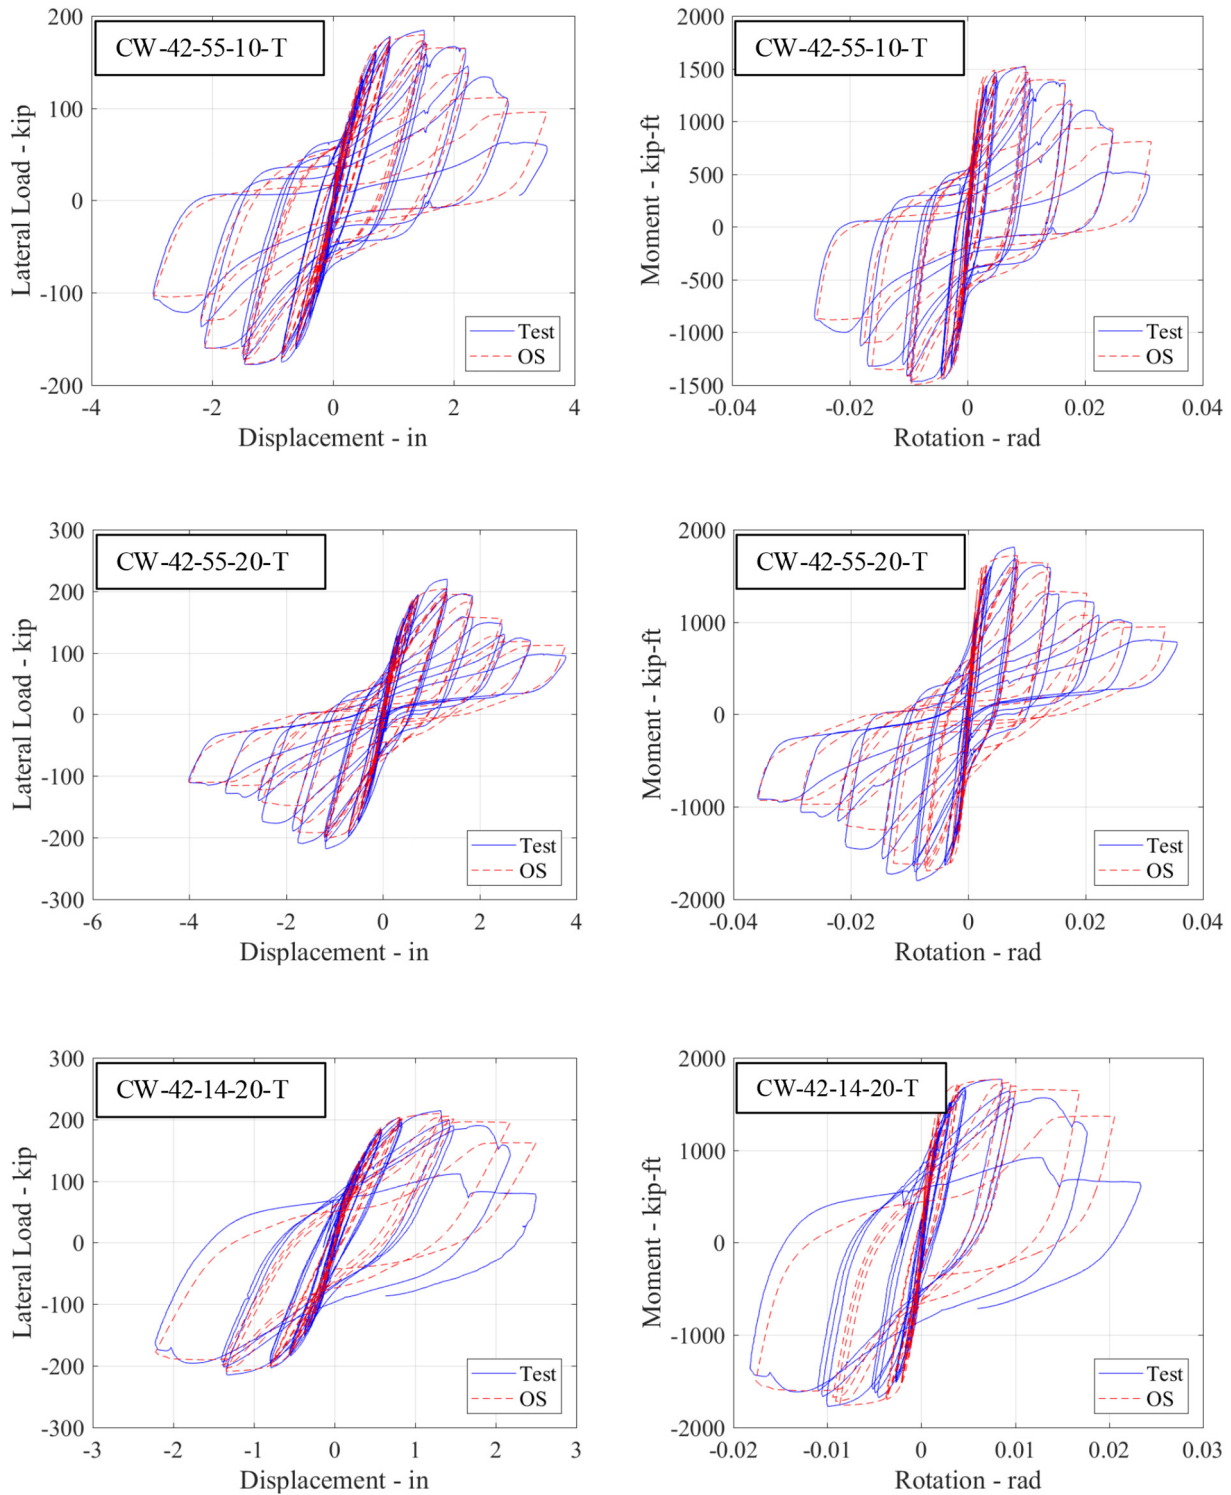 CW-42-55-10-T
Lateral Load - kip
200
100
0
-100
-200
-4
-2
0
2
4
Displacement - in
Test
OS
CW-42-55-10-T
Moment - kip-ft
2000
1500
1000
500
0
-500
-1000
-1500
-0.04
-0.02
0
0.02
0.04
Rotation - rad
Test
OS
CW-42-55-20-T
Lateral Load - kip
300
200
100
0
-100
-200
-300
-6
-4
-2
0
2
4
Displacement - in
Test
OS
CW-42-55-20-T
Moment - kip-ft
2000
1000
0
-1000
-2000
-0.04
-0.02
0
0.02
0.04
Rotation - rad
Test
OS
CW-42-14-20-T
Lateral Load - kip
300
200
100
0
-100
-200
-300
-3
-2
-1
0
1
2
3
Displacement - in
Test
OS
CW-42-14-20-T
Moment - kip-ft
2000
1000
0
-1000
-2000
-0.02
-0.01
0
0.01
0.02
0.03
Rotation - rad
Test
OS